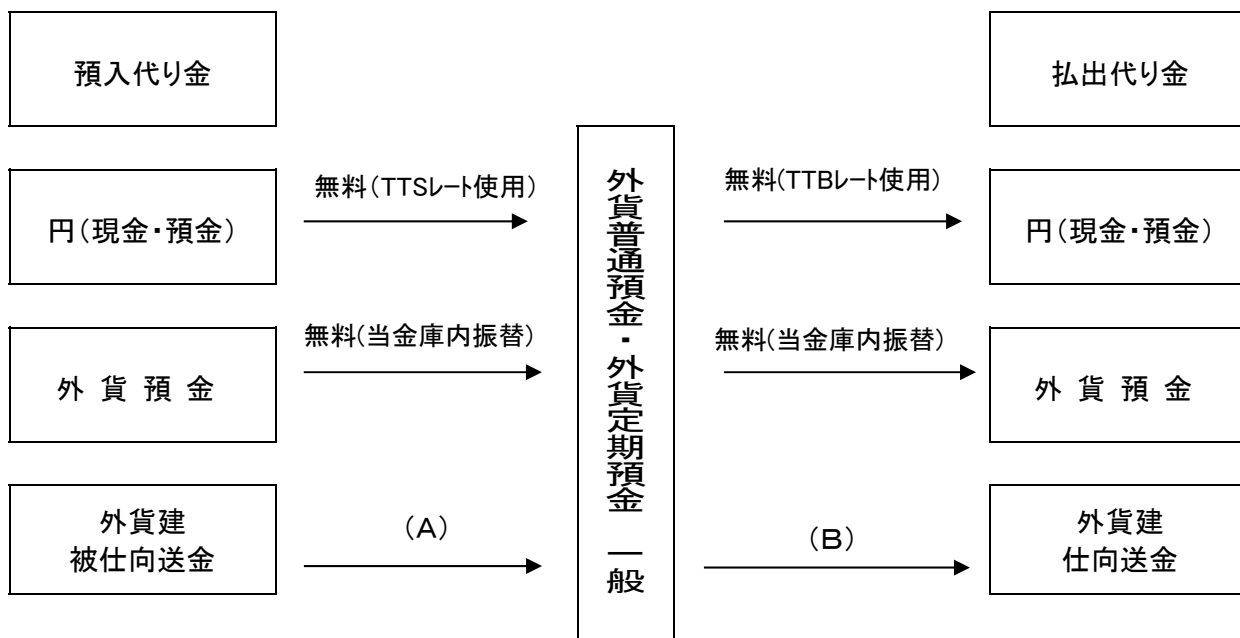 預入代り金
払出代り金
円(現金・預金)
無料(TTSレート使用)
外貨普通預金・外貨定期預金 一般
無料(TTBレート使用)
円(現金・預金)
外 貨 預 金
無料(当金庫内振替)
無料(当金庫内振替)
外 貨 預 金
外貨建
被仕向送金
(A)
(B)
外貨建
仕向送金